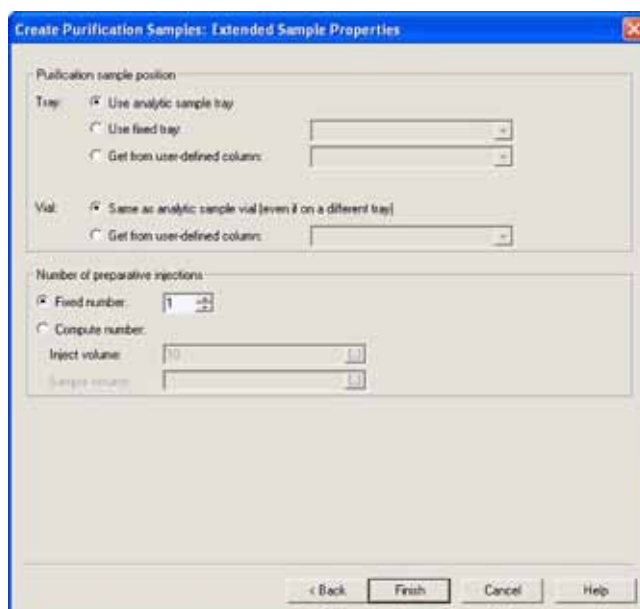 Create Purification Samples: Extended Sample Properties
Purification sample position
Tray: Use analytic sample tray
Use fixed tray:
Get from user-defined column:
Vial: Same as analytic sample vial (even if on a different tray)
Get from user-defined column:
Number of preparative injections
Fixed number: 1
Compute number:
Inject volume: 10
Sample volume:
< Back Finish Cancel Help